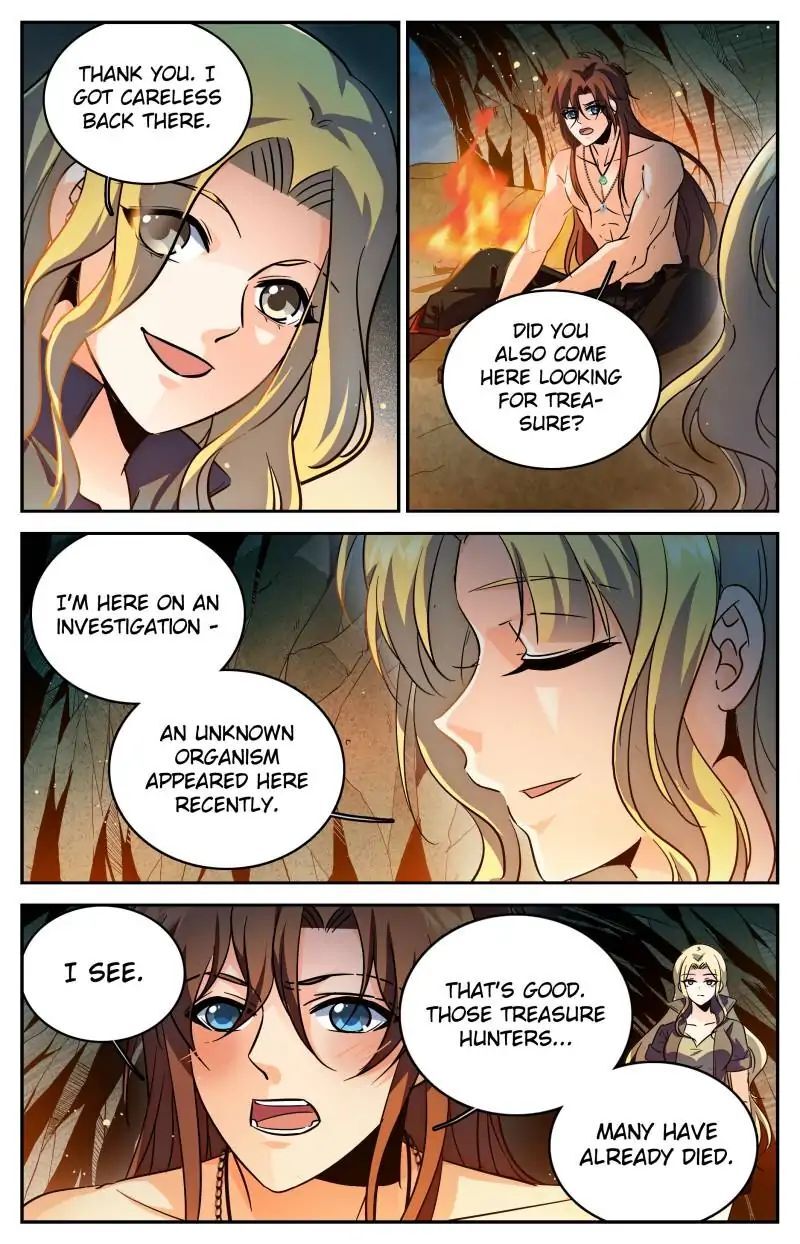 THANK YOU. I
GOT CARELESS
BACK THERE.
DID YOU
ALSO COME
HERE LOOKING
FOR TREA-
SURE?
I'M HERE ON AN
INVESTIGATION -
AN UNKNOWN
ORGANISM
APPEARED HERE
RECENTLY.
I SEE.
THAT'S GOOD.
THOSE TREASURE
HUNTERS...
MANY HAVE
ALREADY DIED.